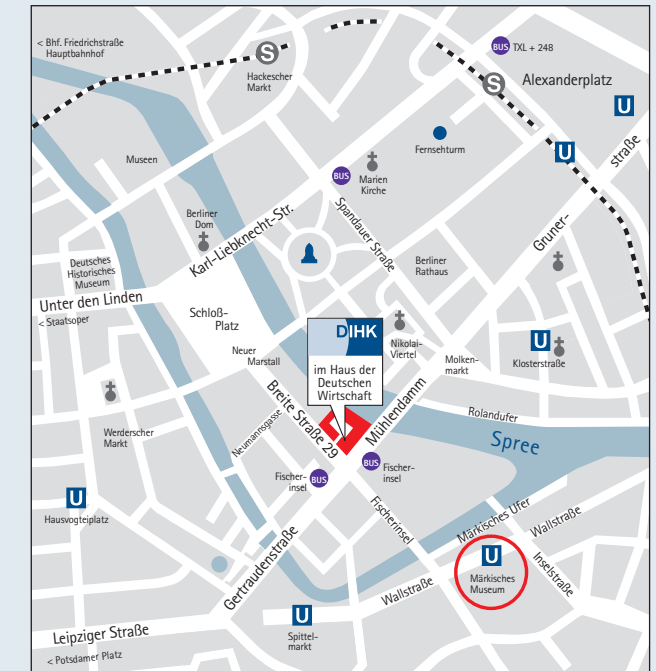 < Bhf. Friedrichstraße
Hauptbahnhof
S
Hackescher
Markt
BUS TXL + 248
S
Alexanderplatz
U
Fernsehturm
U
Gruner-
straße
Museen
BUS
Marien
Kirche
Berliner
Dom
Karl-Liebknecht-Str.
Spandauer Straße
Deutsches
Historisches
Museum
Berliner
Rathaus
Unter den Linden
< Staatsoper
Schloß-
Platz
DIHK
im Haus der
Deutschen
Wirtschaft
Nikolai-
Viertel
Molken-
markt
U
Klosterstraße
Neuer
Marstall
Breite Straße 29
Mühlendamm
Neumannsgasse
Rolandufer
Spree
Werderscher
Markt
Fischer-
insel
BUS
BUS
Fischer-
insel
U
Hausvogteiplatz
Fischerinsel
Märkisches Ufer
Wallstraße
Gertraudenstraße
U
Märkisches
Museum
Inselstraße
Wallstraße
U
Spittel-
markt
Leipziger Straße
< Potsdamer Platz